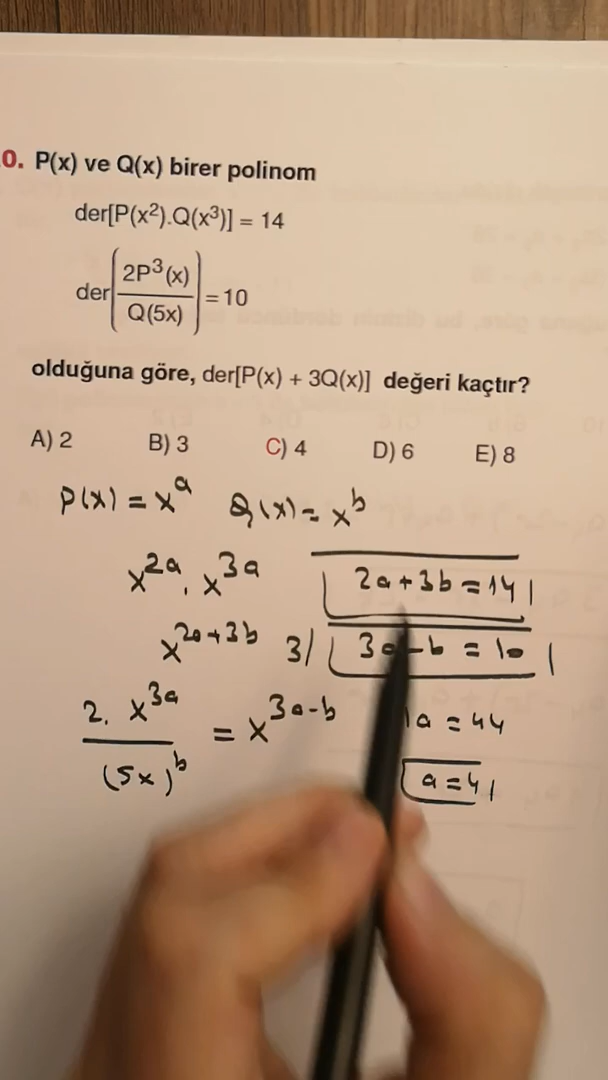 0. P(x) ve Q(x) birer polinom
der[P(x²).Q(x³)] = 14
der(2P³(x)/Q(5x)) = 10
olduğuna göre, der[P(x) + 3Q(x)] değeri kaçtır?
A) 2 B) 3 C) 4 D) 6 E) 8
P(x) = x^a Q(x) = x^b
x^2a . x^3a 2a+3b=14
x^2a+3b 3/ 3a-b = 10
2. x^3a / (5x)^b = x^3a-b
1a = 44
a=4